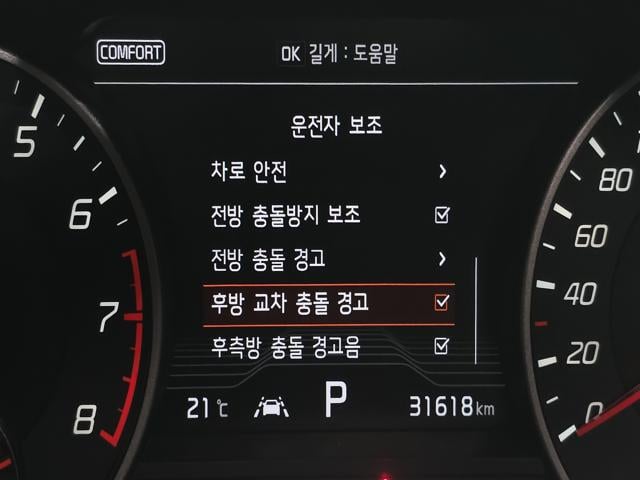 COMFORT
OK 길게 : 도움말
운전자 보조
차로 안전 >
전방 충돌방지 보조
전방 충돌 경고 >
후방 교차 충돌 경고
후측방 충돌 경고음
21℃ P 31618km
5
6
7
8
80
60
40
20
0